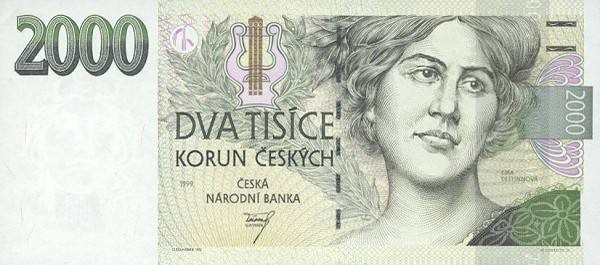 2000
DVA TISÍCE
KORUN ČESKÝCH
1999
ČESKÁ
NÁRODNÍ BANKA
EMA
DESTINNOVÁ
2000